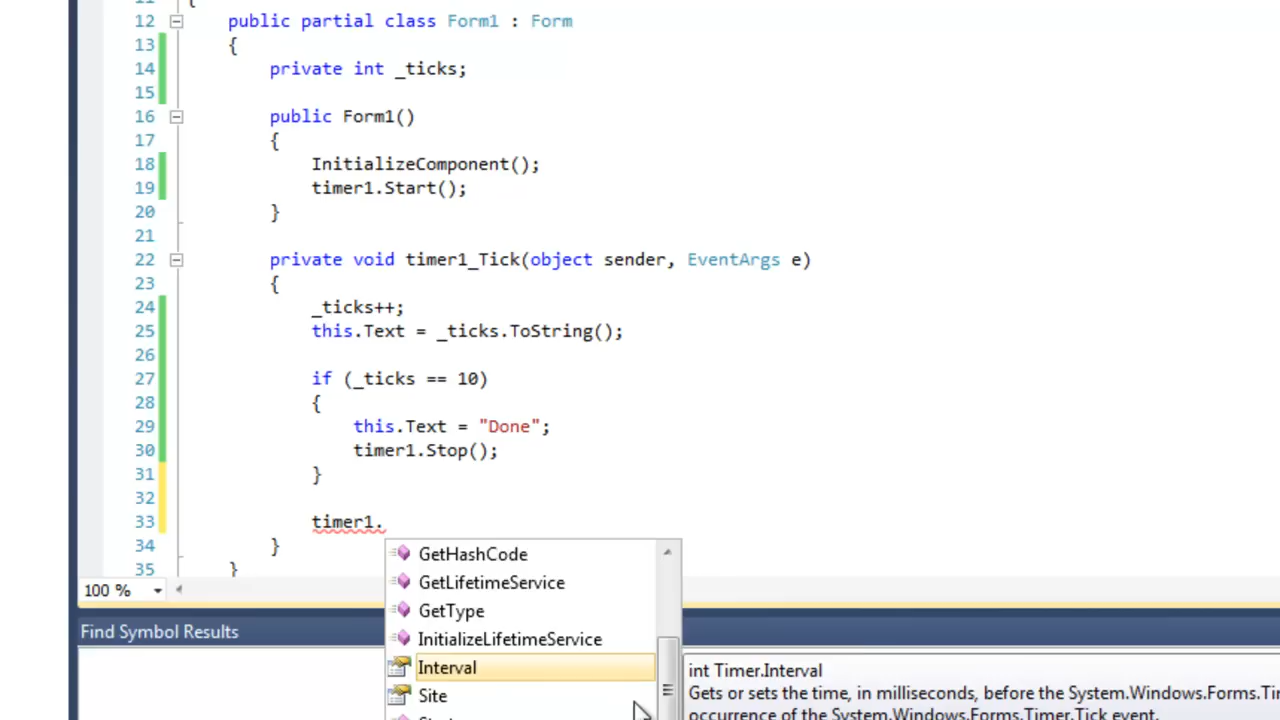 12 public partial class Form1 : Form
13 {
14 private int _ticks;
15
16 public Form1()
17 {
18 InitializeComponent();
19 timer1.Start();
20 }
21
22 private void timer1_Tick(object sender, EventArgs e)
23 {
24 _ticks++;
25 this.Text = _ticks.ToString();
26
27 if (_ticks == 10)
28 {
29 this.Text = "Done";
30 timer1.Stop();
31 }
32
33 timer1.
34 }
35 }
GetHashCode
GetLifetimeService
GetType
InitializeLifetimeService
Interval
Site
100 %
Find Symbol Results
int Timer.Interval
Gets or sets the time, in milliseconds, before the System.Windows.Forms.Ti
occurrence of the System.Windows.Forms.Timer.Tick event.